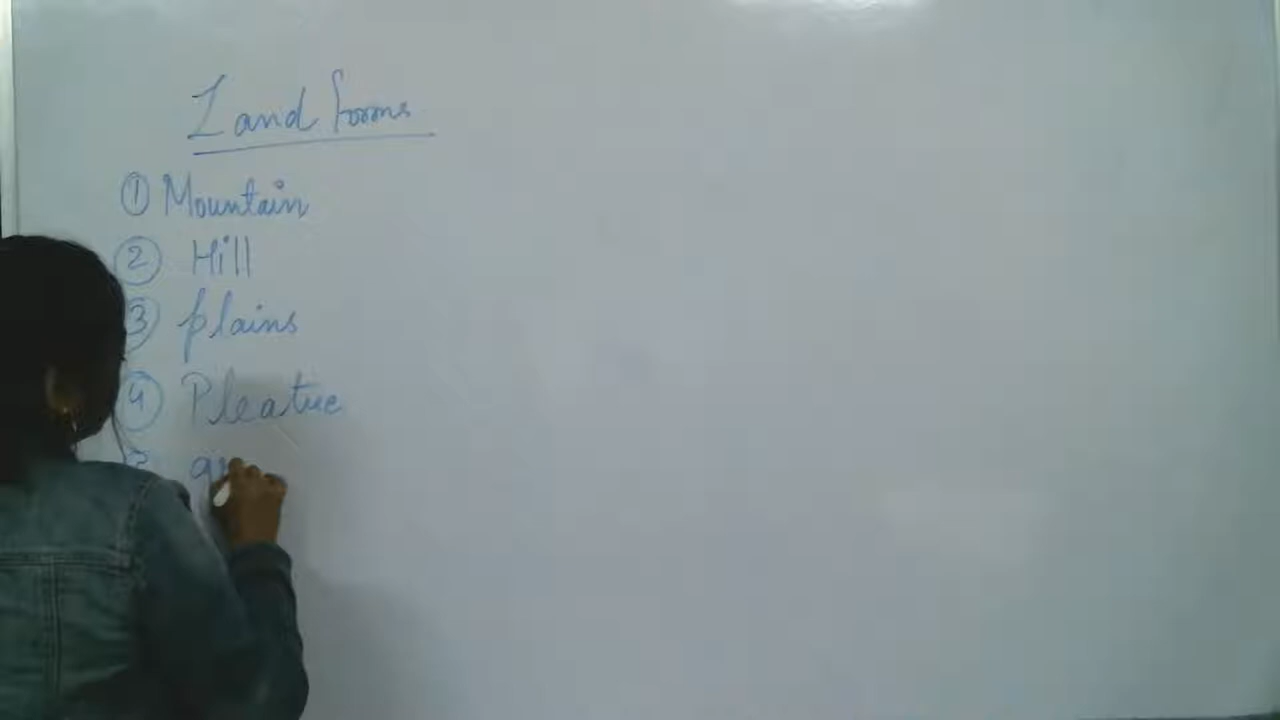 Land forms
① Mountain
② Hill
③ plains
④ Pleatue